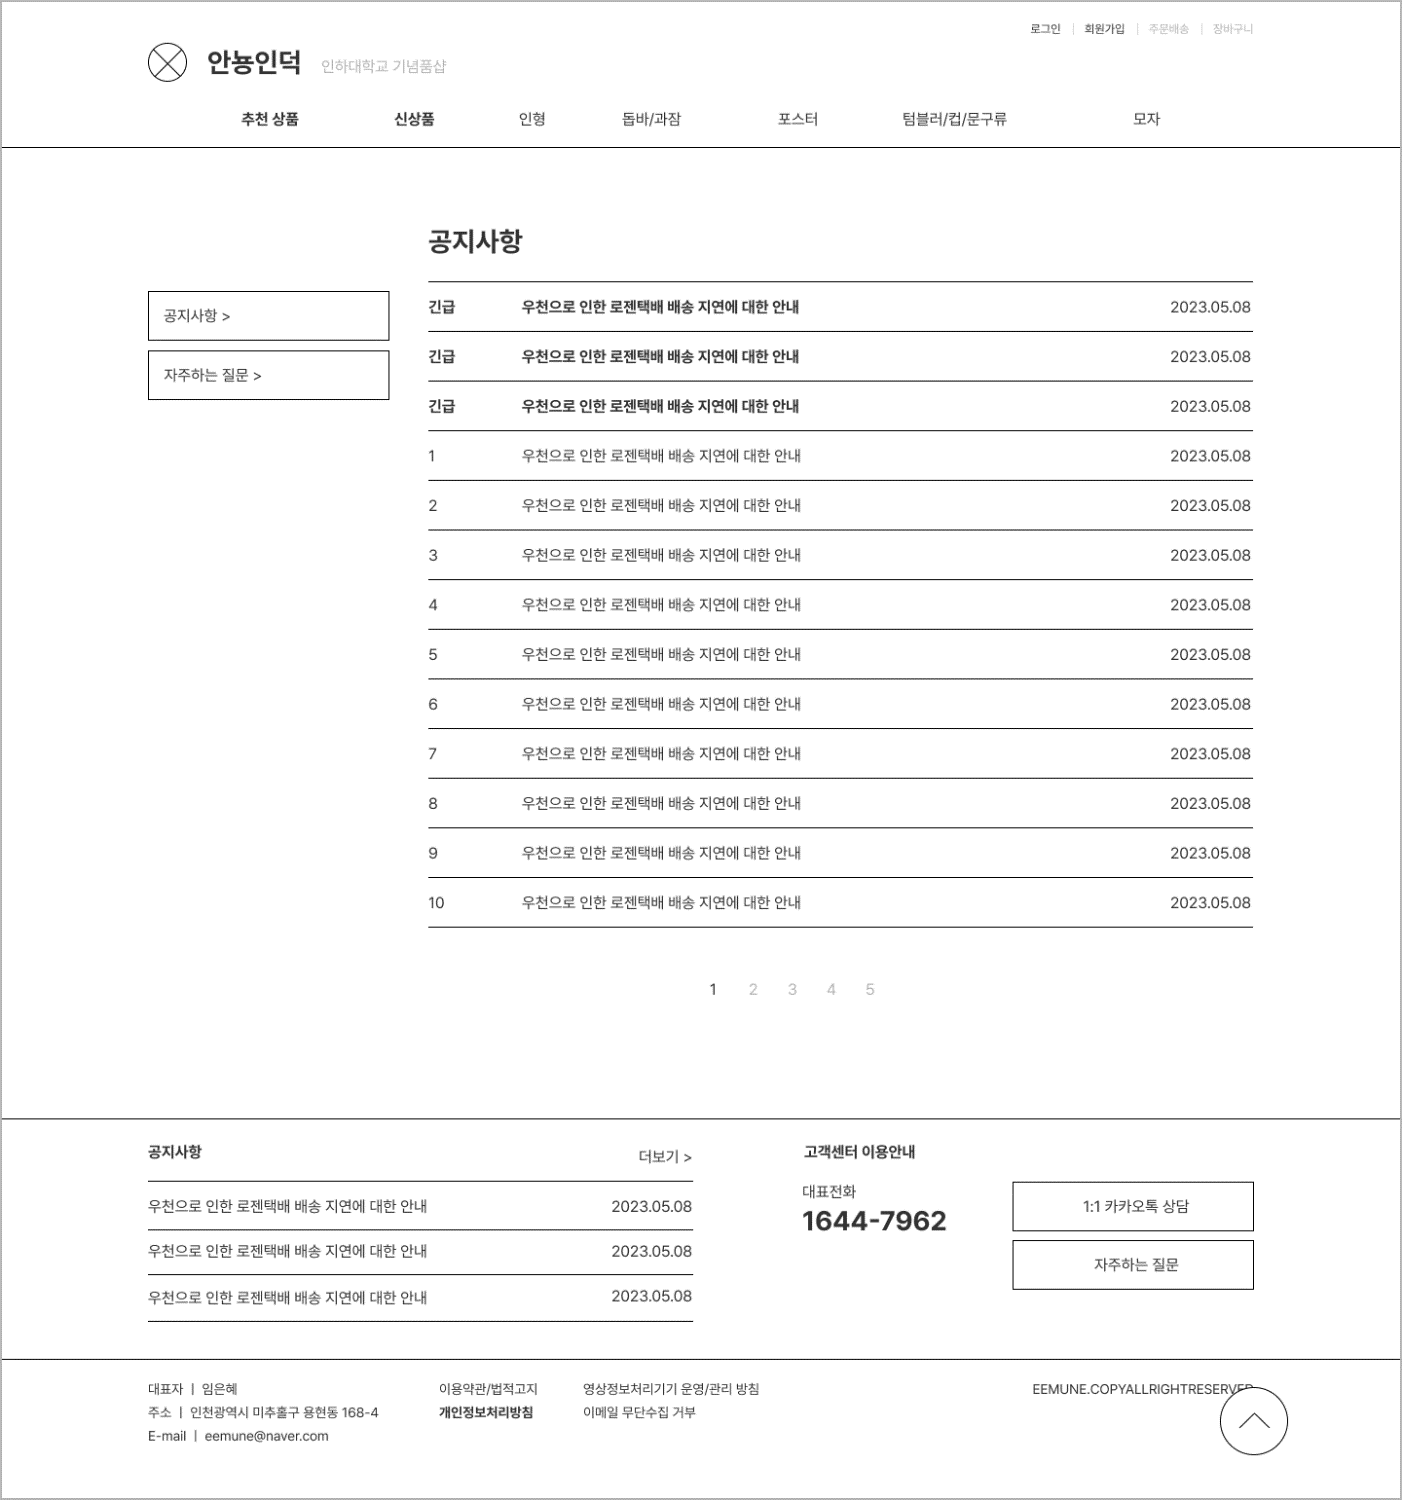 로그인 | 회원가입 | 주문배송 | 장바구니
안뇽인덕 인하대학교 기념품샵
추천 상품 신상품 인형 돕바/과잠 포스터 텀블러/컵/문구류 모자
공지사항
공지사항 >
자주하는 질문 >
긴급 우천으로 인한 로젠택배 배송 지연에 대한 안내 2023.05.08
긴급 우천으로 인한 로젠택배 배송 지연에 대한 안내 2023.05.08
긴급 우천으로 인한 로젠택배 배송 지연에 대한 안내 2023.05.08
1 우천으로 인한 로젠택배 배송 지연에 대한 안내 2023.05.08
2 우천으로 인한 로젠택배 배송 지연에 대한 안내 2023.05.08
3 우천으로 인한 로젠택배 배송 지연에 대한 안내 2023.05.08
4 우천으로 인한 로젠택배 배송 지연에 대한 안내 2023.05.08
5 우천으로 인한 로젠택배 배송 지연에 대한 안내 2023.05.08
6 우천으로 인한 로젠택배 배송 지연에 대한 안내 2023.05.08
7 우천으로 인한 로젠택배 배송 지연에 대한 안내 2023.05.08
8 우천으로 인한 로젠택배 배송 지연에 대한 안내 2023.05.08
9 우천으로 인한 로젠택배 배송 지연에 대한 안내 2023.05.08
10 우천으로 인한 로젠택배 배송 지연에 대한 안내 2023.05.08
1 2 3 4 5
공지사항 더보기 >
우천으로 인한 로젠택배 배송 지연에 대한 안내 2023.05.08
우천으로 인한 로젠택배 배송 지연에 대한 안내 2023.05.08
우천으로 인한 로젠택배 배송 지연에 대한 안내 2023.05.08
고객센터 이용안내
대표전화
1644-7962
1:1 카카오톡 상담
자주하는 질문
대표자 | 임은혜
주소 | 인천광역시 미추홀구 용현동 168-4
E-mail | eemune@naver.com
이용약관/법적고지
개인정보처리방침
영상정보처리기기 운영/관리 방침
이메일 무단수집 거부
EEMUNE.COPYALLRIGHTRESERVED